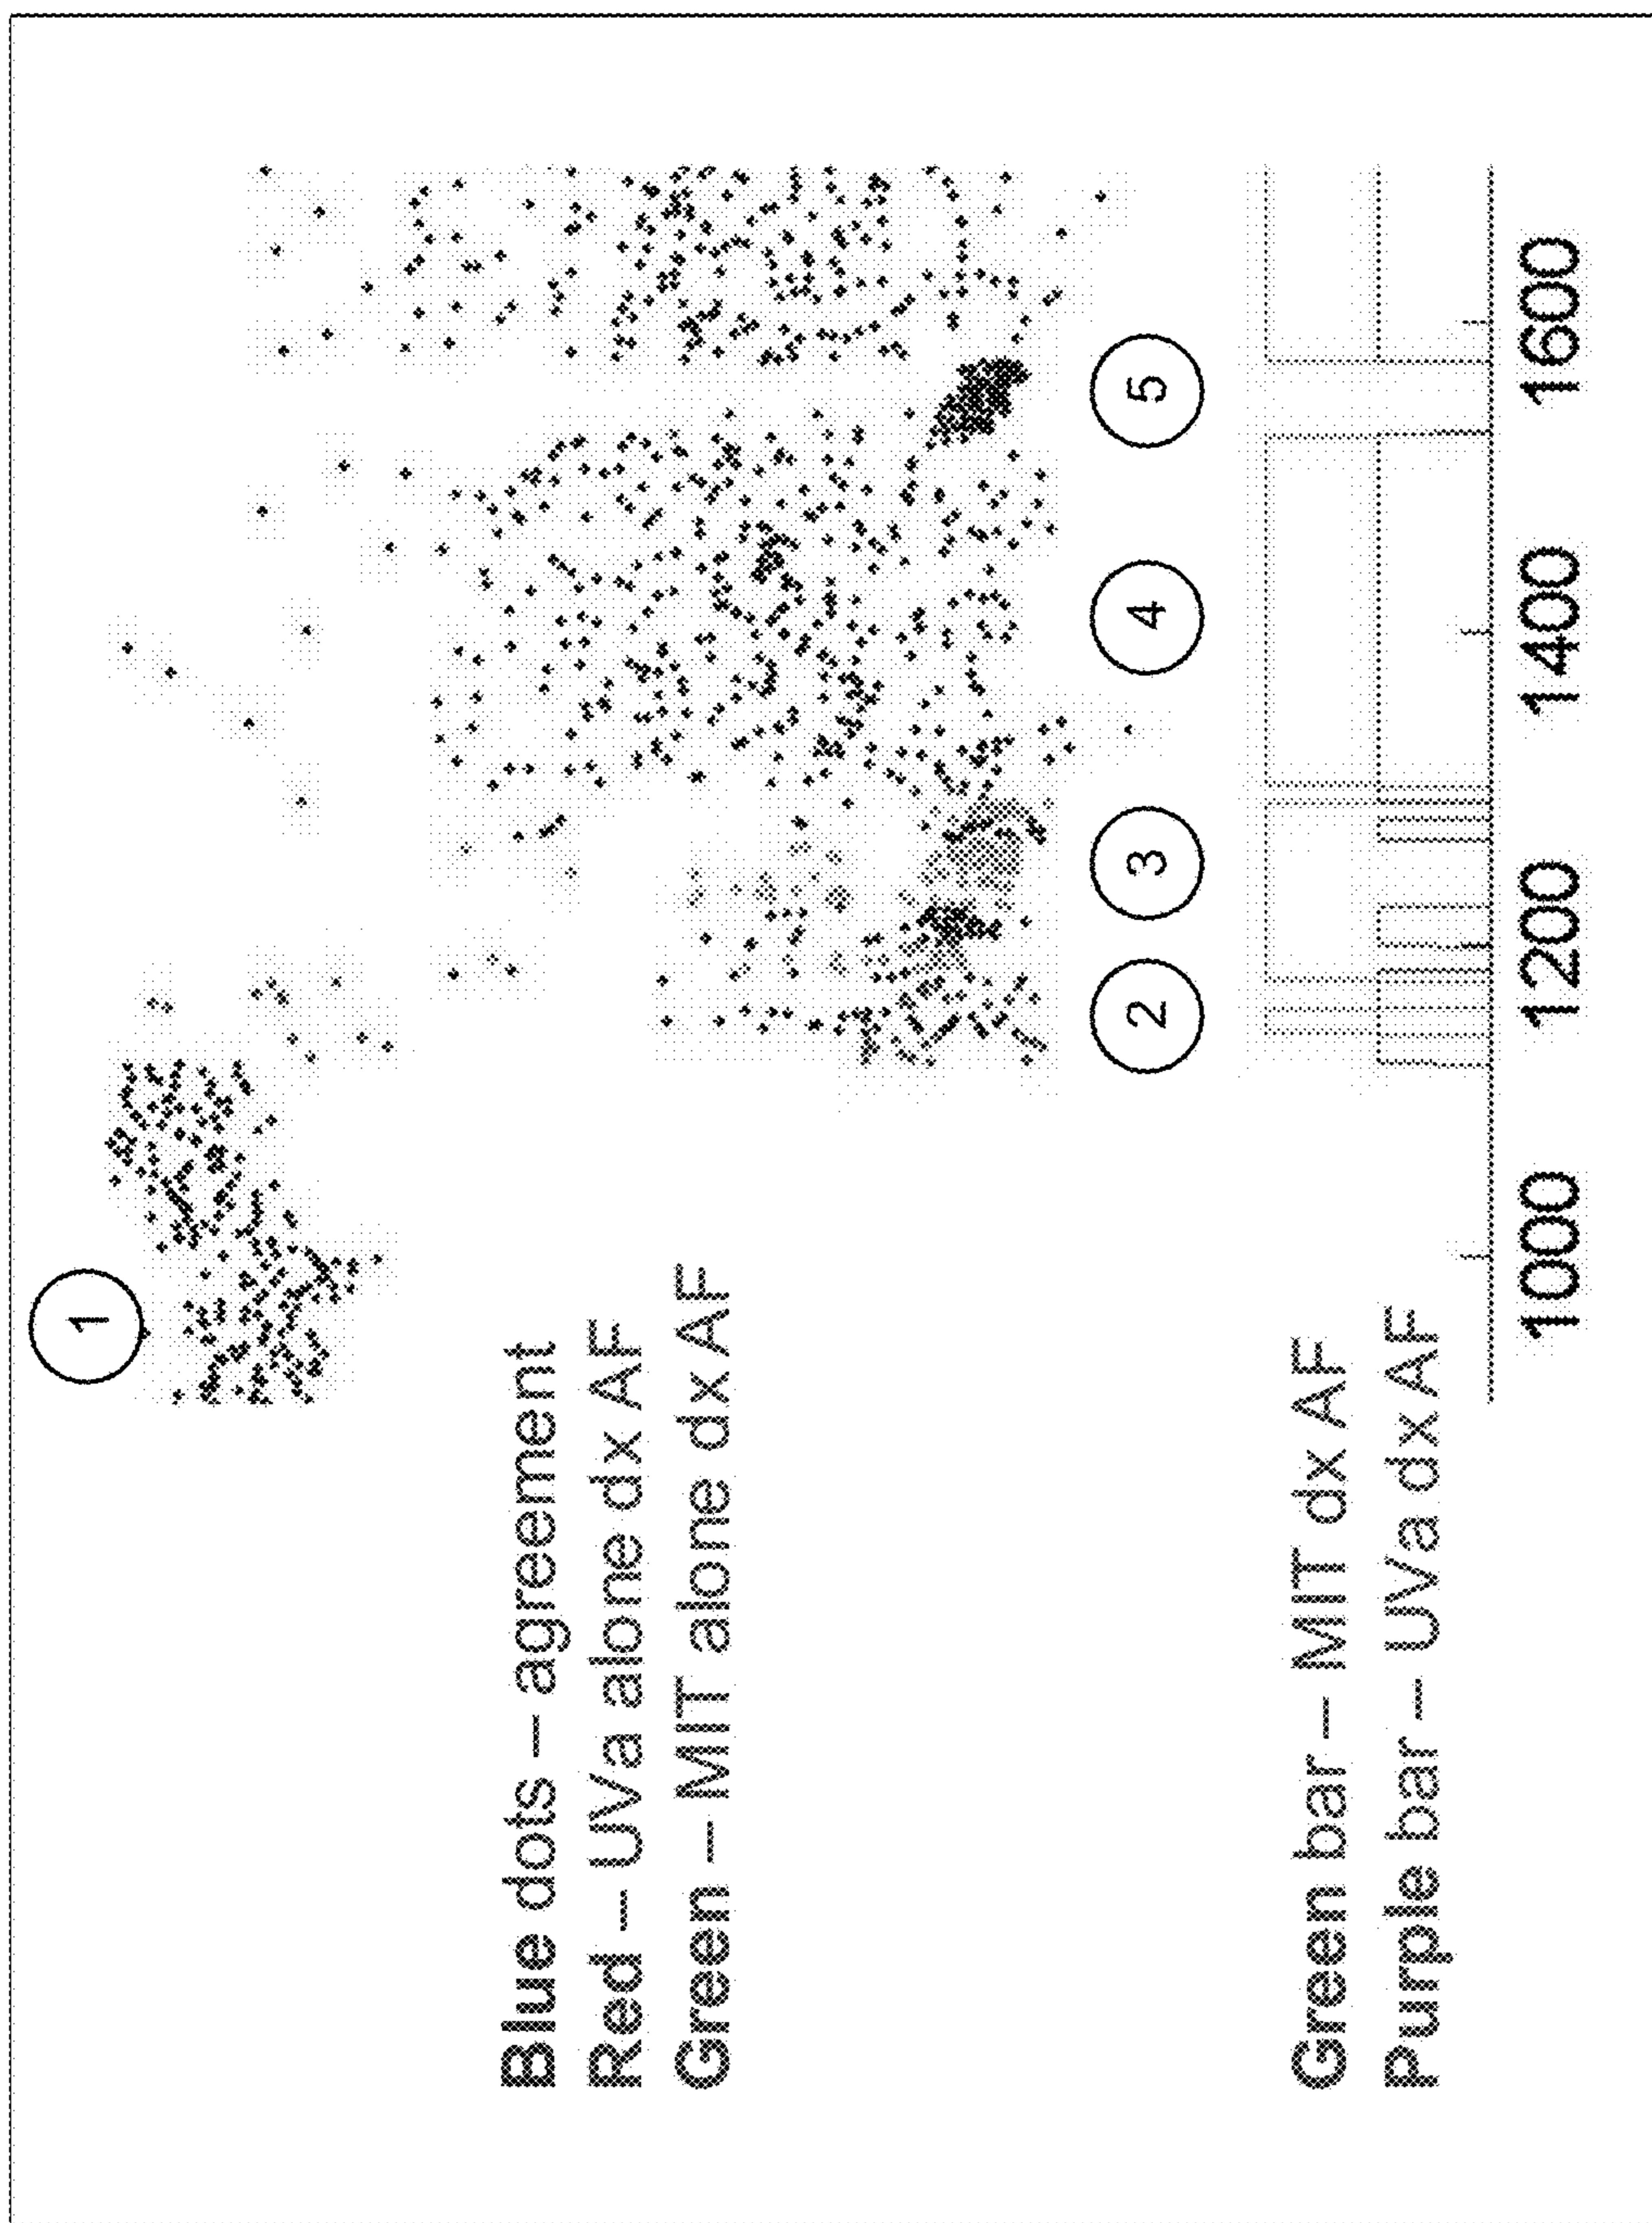 1
Blue dots – agreement
Red – UVa alone dx AF
Green – MIT alone dx AF
2
3
4
5
Green bar – MIT dx AF
Purple bar – UVa dx AF
1000
1200
1400
1600